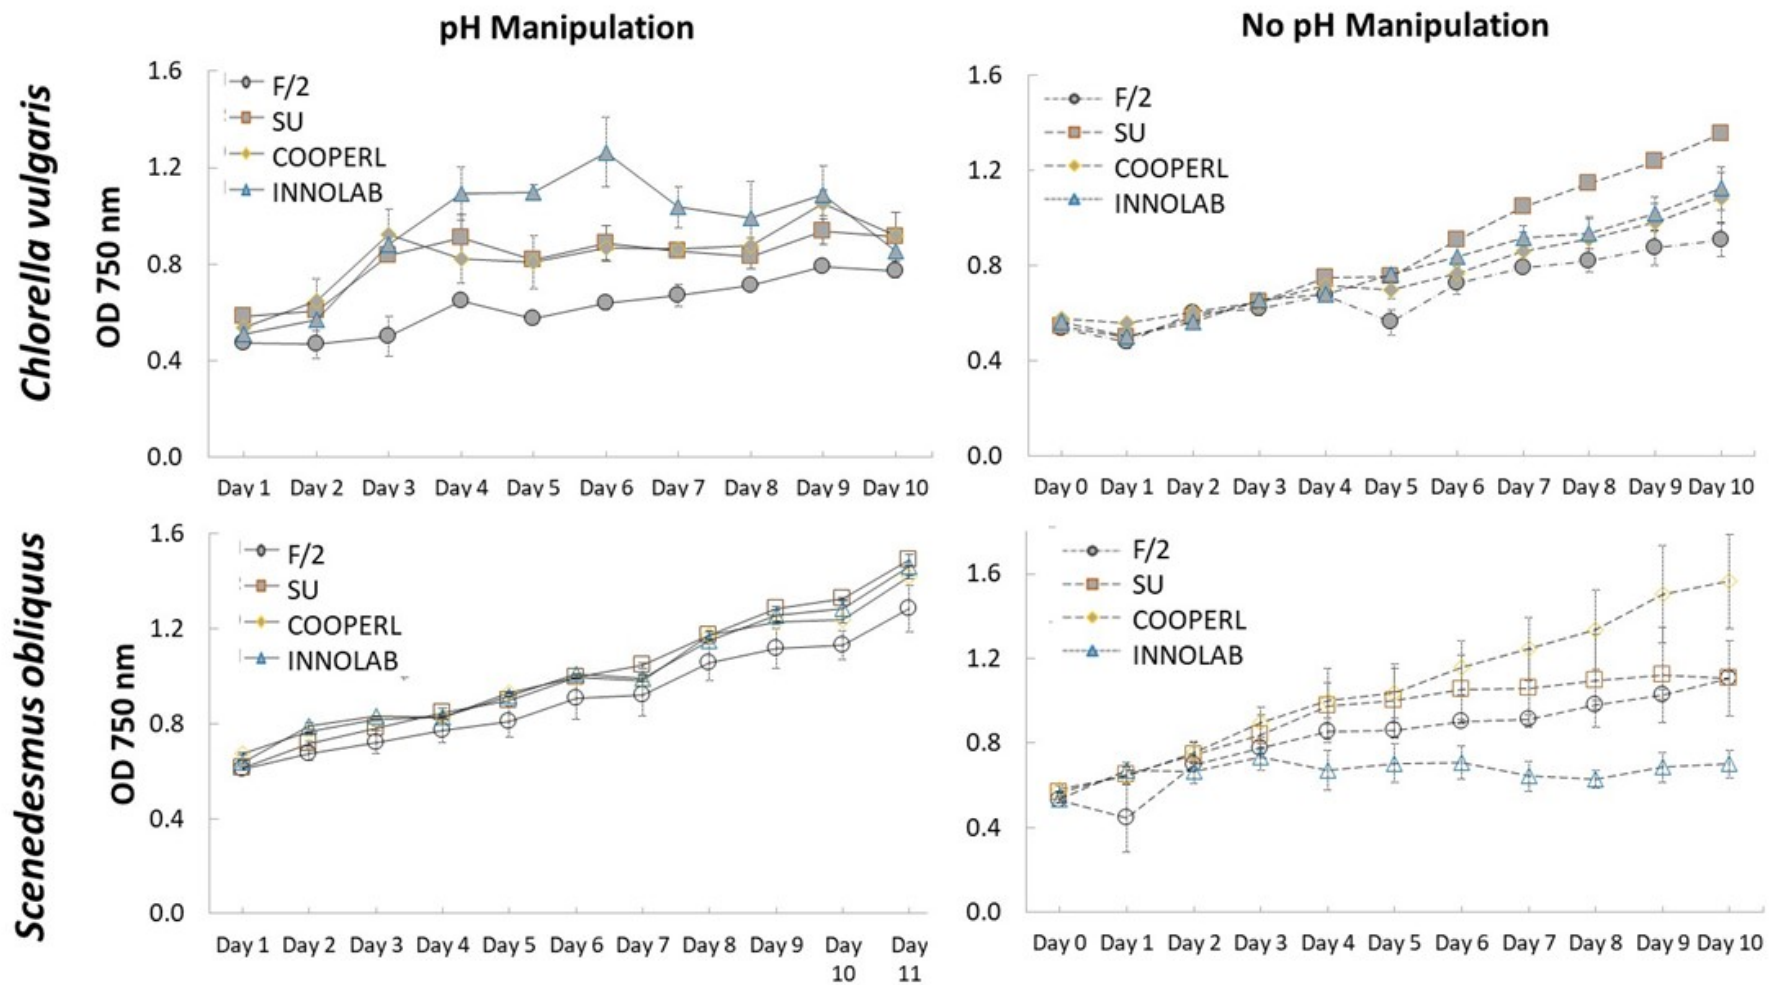 pH Manipulation
No pH Manipulation
Chlorella vulgaris
OD 750 nm
1.6
1.2
0.8
0.4
0.0
F/2
SU
COOPERL
INNOLAB
Day 1 Day 2 Day 3 Day 4 Day 5 Day 6 Day 7 Day 8 Day 9 Day 10
1.6
1.2
0.8
0.4
0.0
F/2
SU
COOPERL
INNOLAB
Day 0 Day 1 Day 2 Day 3 Day 4 Day 5 Day 6 Day 7 Day 8 Day 9 Day 10
Scenedesmus obliquus
OD 750 nm
1.6
1.2
0.8
0.4
0.0
F/2
SU
COOPERL
INNOLAB
Day 1 Day 2 Day 3 Day 4 Day 5 Day 6 Day 7 Day 8 Day 9 Day Day
10 11
1.6
1.2
0.8
0.4
0.0
F/2
SU
COOPERL
INNOLAB
Day 0 Day 1 Day 2 Day 3 Day 4 Day 5 Day 6 Day 7 Day 8 Day 9 Day 10